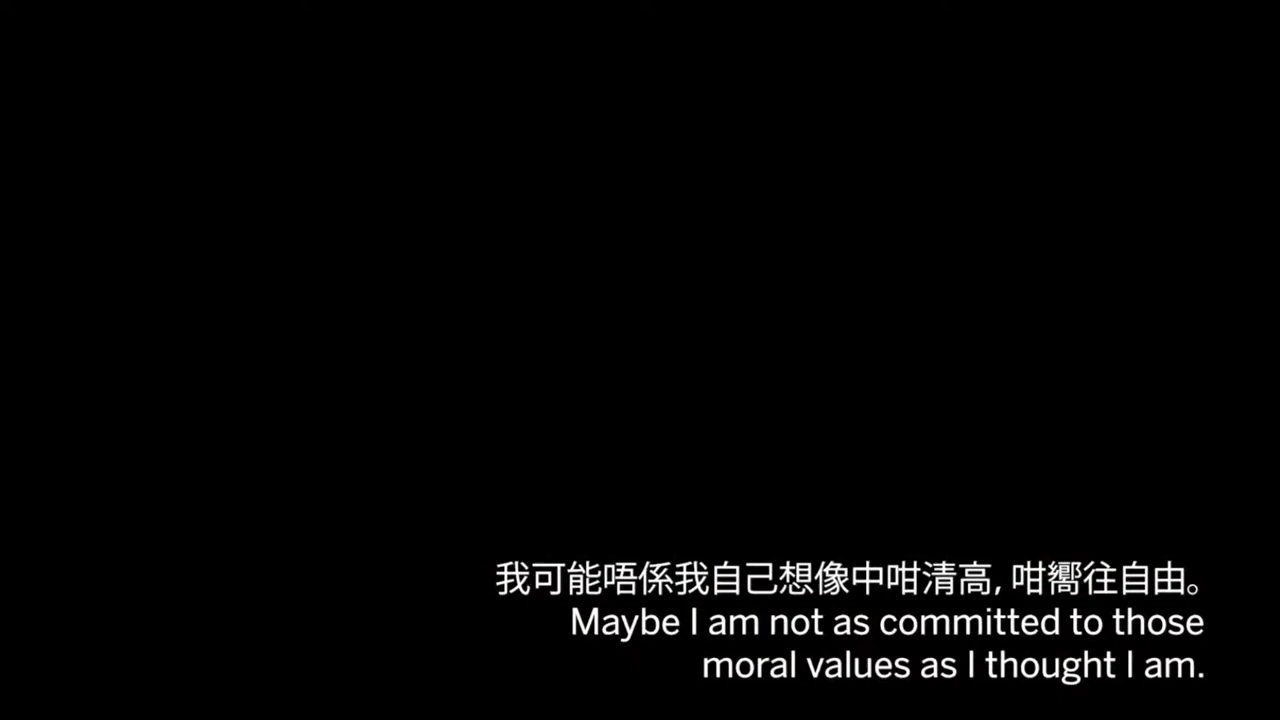 我可能唔係我自己想像中咁清高, 咁嚮往自由。
Maybe I am not as committed to those
moral values as I thought I am.